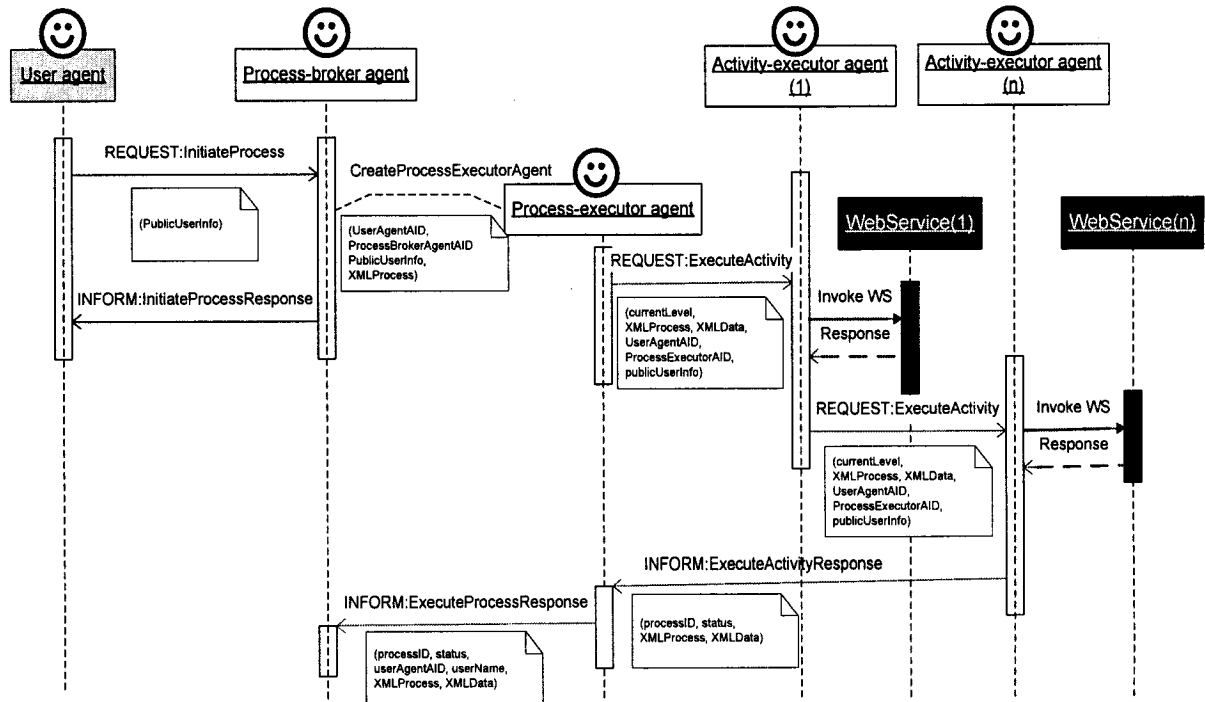 User agent
Process-broker agent
Activity-executor agent
(1)
Activity-executor agent
(n)
REQUEST:InitiateProcess
CreateProcessExecutorAgent
(PublicUserInfo)
Process-executor agent
(UserAgentAID,
ProcessBrokerAgentAID
PublicUserInfo,
XMLProcess)
WebService(1)
WebService(n)
REQUEST:ExecuteActivity
INFORM:InitiateProcessResponse
Invoke WS
Response
(currentLevel,
XMLProcess, XMLData,
UserAgentAID,
ProcessExecutorAID,
publicUserInfo)
REQUEST:ExecuteActivity
Invoke WS
Response
(currentLevel,
XMLProcess, XMLData,
UserAgentAID,
ProcessExecutorAID,
publicUserInfo)
INFORM:ExecuteActivityResponse
INFORM:ExecuteProcessResponse
(processID, status,
XMLProcess, XMLData)
(processID, status,
userAgentAID, userName,
XMLProcess, XMLData)